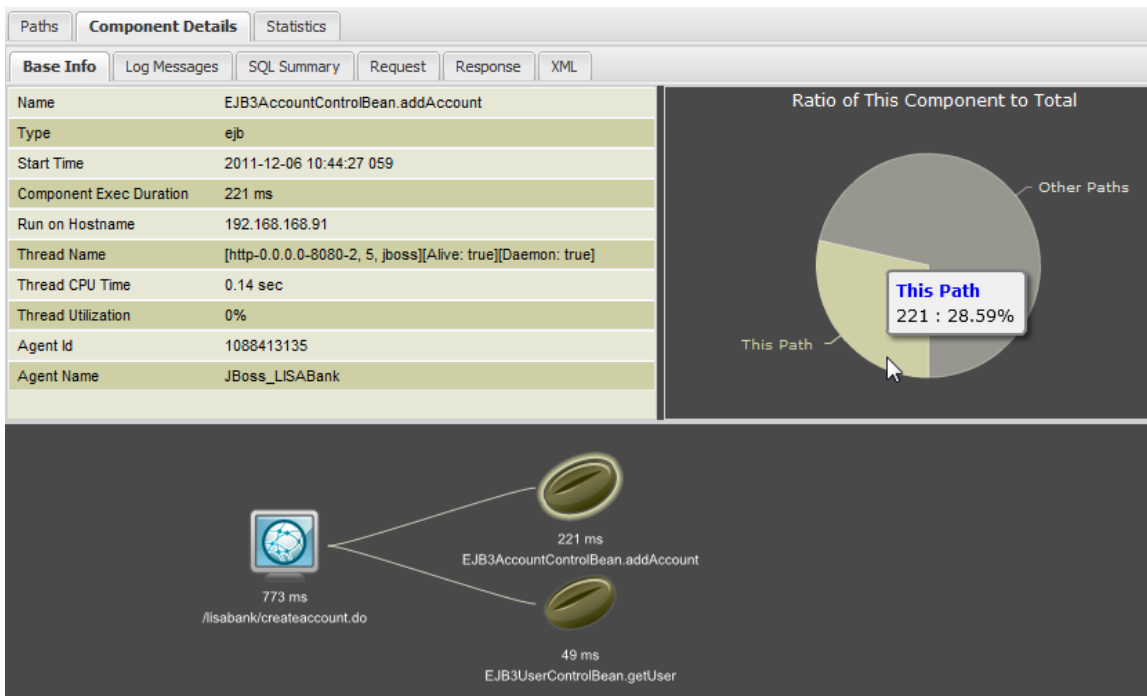 Paths Component Details Statistics
Base Info Log Messages SQL Summary Request Response XML
Name EJB3AccountControlBean.addAccount
Type ejb
Start Time 2011-12-06 10:44:27 059
Component Exec Duration 221 ms
Run on Hostname 192.168.168.91
Thread Name [http-0.0.0.0-8080-2, 5, jboss][Alive: true][Daemon: true]
Thread CPU Time 0.14 sec
Thread Utilization 0%
Agent Id 1088413135
Agent Name JBoss_LISABank
Ratio of This Component to Total
Other Paths
This Path
221 : 28.59%
This Path
221 ms
EJB3AccountControlBean.addAccount
773 ms
/lisabank/createaccount.do
49 ms
EJB3UserControlBean.getUser